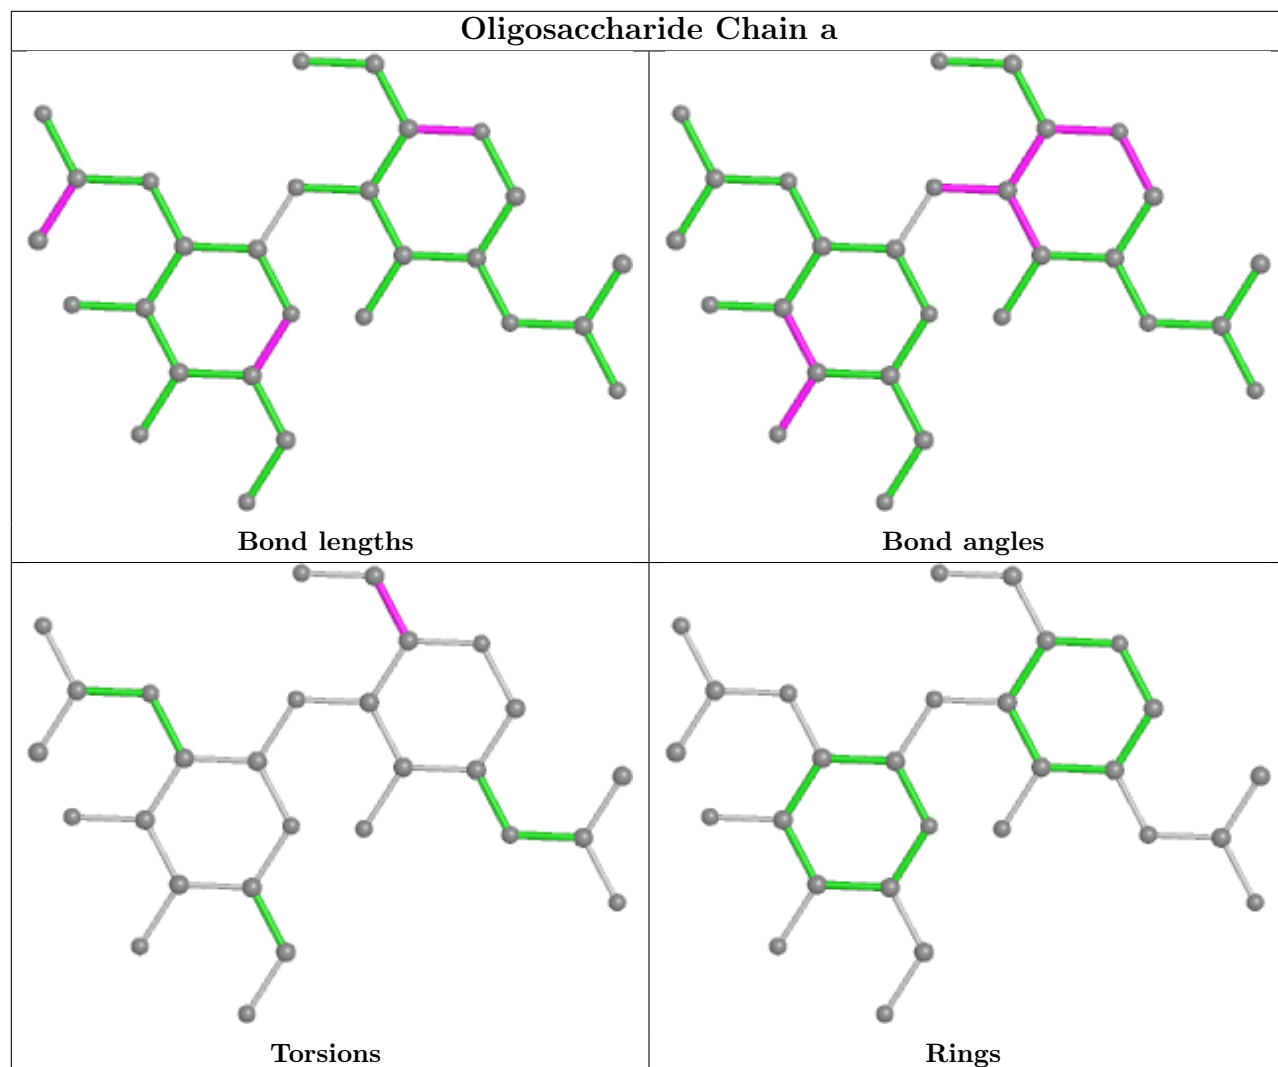 Oligosaccharide Chain a
Bond lengths
Bond angles
Torsions
Rings